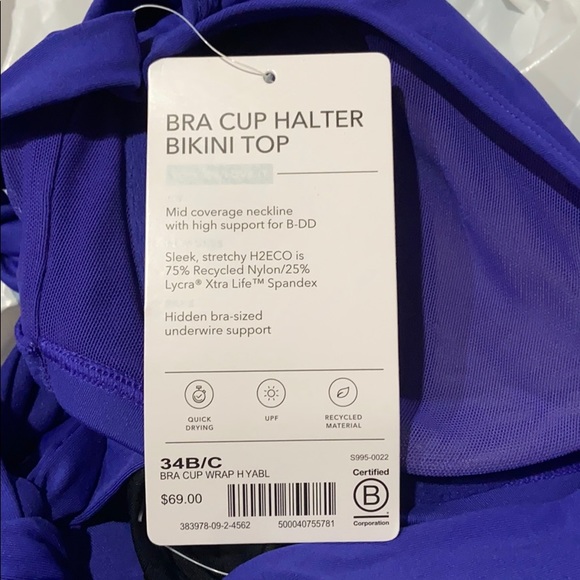 BRA CUP HALTER
BIKINI TOP
Mid coverage neckline
with high support for B-DD
Sleek, stretchy H2ECO is
75% Recycled Nylon/25%
Lycra® Xtra Life™ Spandex
Hidden bra-sized
underwire support
QUICK
DRYING
UPF
RECYCLED
MATERIAL
34B/C
S995-0022
BRA CUP WRAP H YABL
$69.00
383978-09-2-4562
500040755781
Certified
B
Corporation